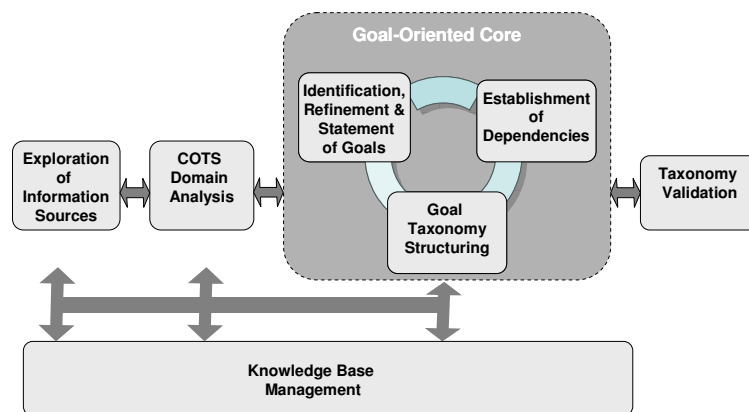 Goal-Oriented Core
Identification,
Refinement &
Statement
of Goals
Establishment
of
Dependencies
Goal
Taxonomy
Structuring
Exploration
of
Information
Sources
COTS
Domain
Analysis
Taxonomy
Validation
Knowledge Base
Management